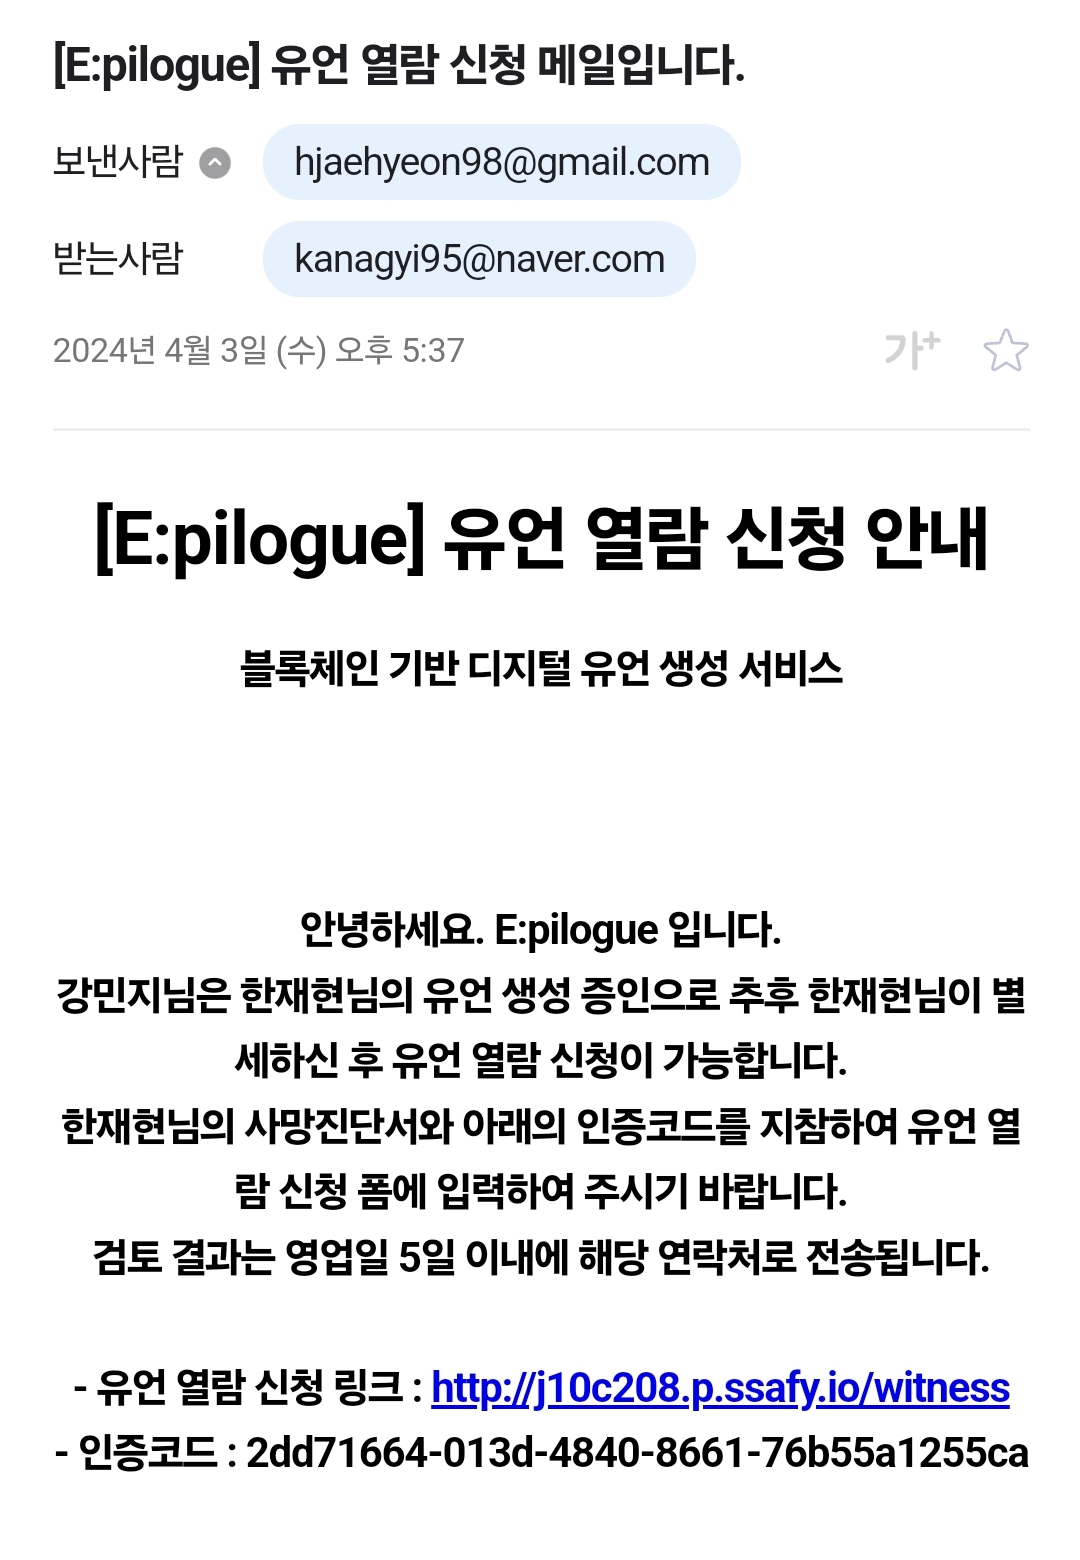 [E:pilogue] 유언 열람 신청 메일입니다.
보낸사람 hjaehyeon98@gmail.com
받는사람 kanagyi95@naver.com
2024년 4월 3일 (수) 오후 5:37 가+
[E:pilogue] 유언 열람 신청 안내
블록체인 기반 디지털 유언 생성 서비스
안녕하세요. E:pilogue 입니다.
강민지님은 한재현님의 유언 생성 증인으로 추후 한재현님이 별
세하신 후 유언 열람 신청이 가능합니다.
한재현님의 사망진단서와 아래의 인증코드를 지참하여 유언 열
람 신청 폼에 입력하여 주시기 바랍니다.
검토 결과는 영업일 5일 이내에 해당 연락처로 전송됩니다.
- 유언 열람 신청 링크 : http://j10c208.p.ssafy.io/witness
- 인증코드 : 2dd71664-013d-4840-8661-76b55a1255ca